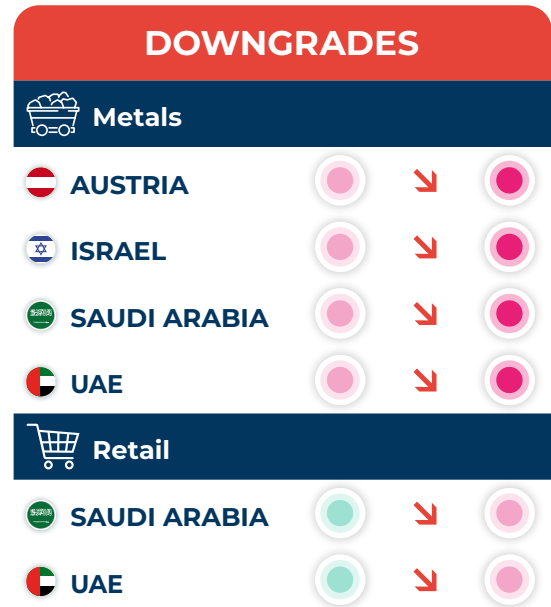 DOWNGRADES
Metals
AUSTRIA
ISRAEL
SAUDI ARABIA
UAE
Retail
SAUDI ARABIA
UAE